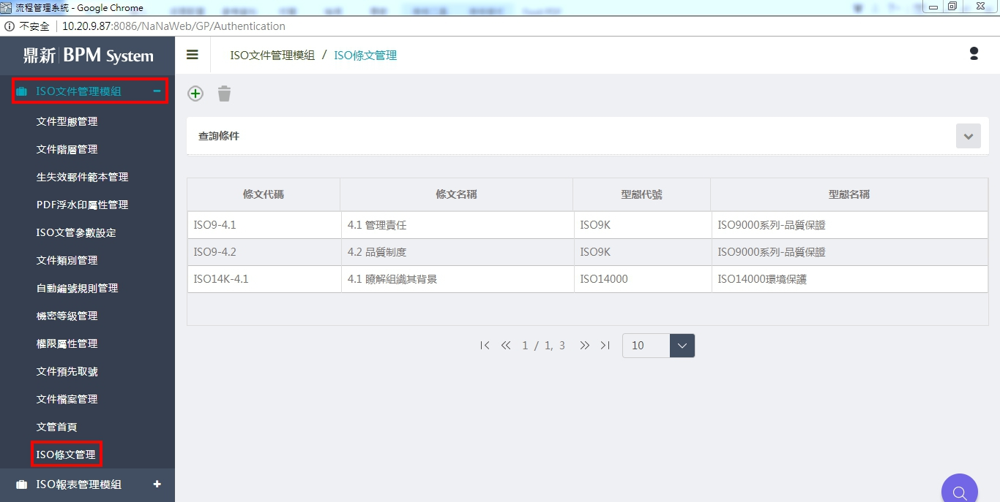 流程管理系統 - Google Chrome
不安全 10.20.9.87:8086/NaNaWeb/GP/Authentication
鼎新 BPM System
ISO文件管理模組 / ISO條文管理
ISO文件管理模組
文件型態管理
文件階層管理
生失效郵件範本管理
PDF浮水印屬性管理
ISO文管參數設定
文件類別管理
自動編號規則管理
機密等級管理
權限屬性管理
文件預先取號
文件檔案管理
文管首頁
ISO條文管理
ISO報表管理模組
查詢條件
條文代碼 條文名稱 型態代號 型態名稱
ISO9-4.1 4.1 管理責任 ISO9K ISO9000系列-品質保證
ISO9-4.2 4.2 品質制度 ISO9K ISO9000系列-品質保證
ISO14K-4.1 4.1 瞭解組織其背景 ISO14000 ISO14000環境保護
1 / 1, 3 10